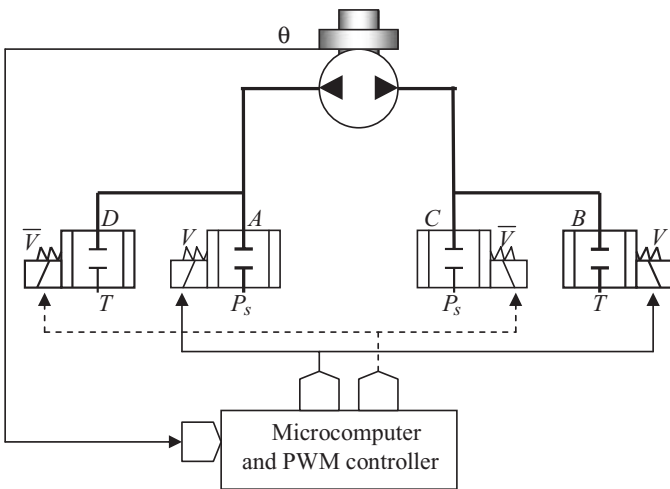 θ
D
A
C
B
V̅
V
V̅
V
T
Pₛ
Pₛ
T
Microcomputer
and PWM controller